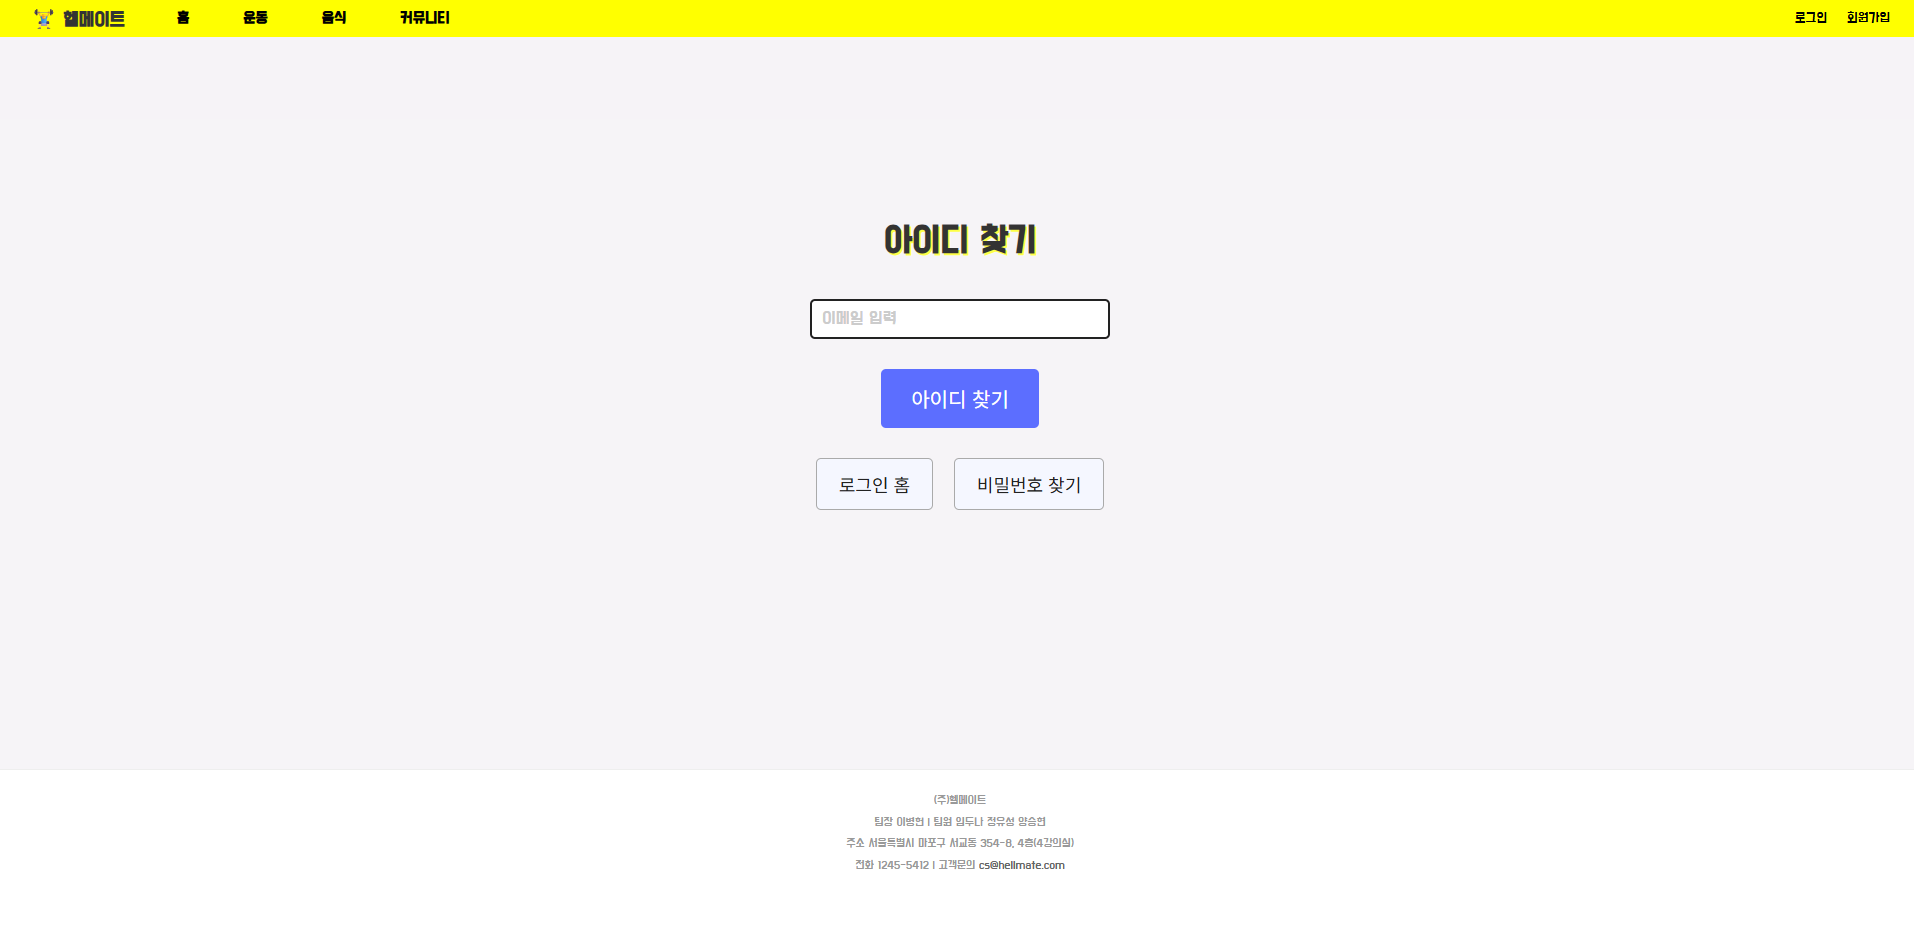 헬메이트 홈 운동 음식 커뮤니티 로그인 회원가입
아이디 찾기
이메일 입력
아이디 찾기
로그인 홈 비밀번호 찾기
(주)헬메이트
팀장 이병헌 | 팀원 임두나 정유성 양승현
주소 서울특별시 마포구 서교동 354-8, 4층(4강의실)
전화 1245-5412 | 고객문의 cs@hellmate.com